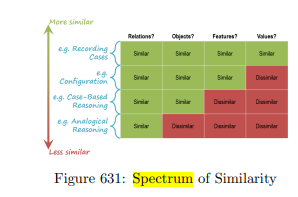 More similar
Relations? Objects? Features? Values?
e.g. Recording Cases
Similar Similar Similar Similar
e.g. Configuration
Similar Similar Similar Dissimilar
e.g. Case-Based Reasoning
Similar Similar Dissimilar Dissimilar
e.g. Analogical Reasoning
Similar Dissimilar Dissimilar Dissimilar
Less similar
Figure 631: Spectrum of Similarity